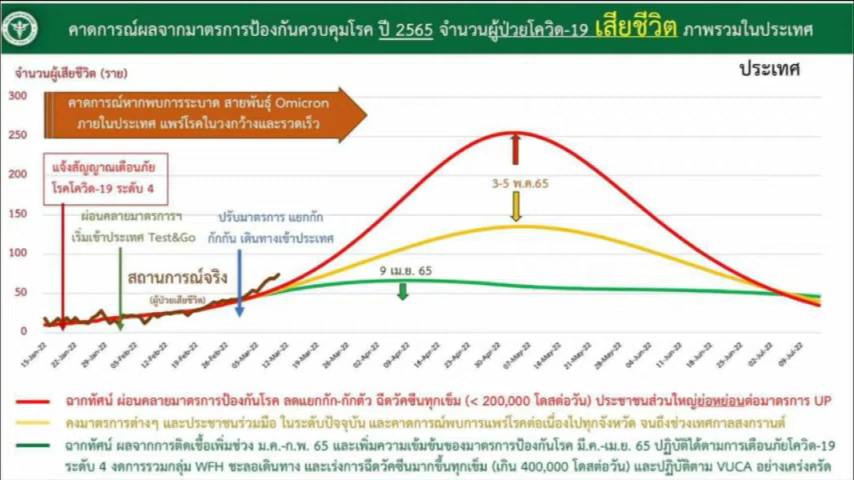 คาดการณ์ผลจากมาตรการป้องกันควบคุมโรค ปี 2565 จำนวนผู้ป่วยโควิด-19 เสียชีวิต ภาพรวมในประเทศ
ประเทศ
จำนวนผู้เสียชีวิต (ราย)
300
250
200
150
100
50
0
คาดการณ์หากพบการระบาด สายพันธุ์ Omicron
ภายในประเทศ แพร่โรคในวงกว้างและรวดเร็ว
แจ้งสัญญาณเตือนภัย
โรคโควิด-19 ระดับ 4
ผ่อนคลายมาตรการฯ
เริ่มเข้าประเทศ Test&Go
ปรับมาตรการ แยกกัก
กักกัน เดินทางเข้าประเทศ
สถานการณ์จริง
(ผู้ป่วยเสียชีวิต)
3-5 พ.ค.65
9 เม.ย. 65
15-Jan-22
22-Jan-22
29-Jan-22
05-Feb-22
12-Feb-22
19-Feb-22
26-Feb-22
05-Mar-22
12-Mar-22
19-Mar-22
26-Mar-22
02-Apr-22
09-Apr-22
16-Apr-22
23-Apr-22
30-Apr-22
07-May-22
14-May-22
21-May-22
28-May-22
04-Jun-22
11-Jun-22
18-Jun-22
25-Jun-22
02-Jul-22
09-Jul-22
ฉากทัศน์ ผ่อนคลายมาตรการป้องกันโรค ลดแยกกัก-กักตัว ฉีดวัคซีนทุกเข็ม (< 200,000 โดสต่อวัน) ประชาชนส่วนใหญ่ย่อหย่อนต่อมาตรการ UP
คงมาตรการต่างๆ และประชาชนร่วมมือ ในระดับปัจจุบัน และคาดการณ์พบการแพร่โรคต่อเนื่องไปทุกจังหวัด จนถึงช่วงเทศกาลสงกรานต์
ฉากทัศน์ ผลจากการติดเชื้อเพิ่มช่วง ม.ค.-ก.พ. 65 และเพิ่มความเข้มข้นของมาตรการป้องกันโรค มี.ค.-เม.ย. 65 ปฏิบัติได้ตามการเตือนภัยโควิด-19
ระดับ 4 งดการรวมกลุ่ม WFH ชะลอเดินทาง และเร่งการฉีดวัคซีนมากขึ้นทุกเข็ม (เกิน 400,000 โดสต่อวัน) และปฏิบัติตาม VUCA อย่างเคร่งครัด